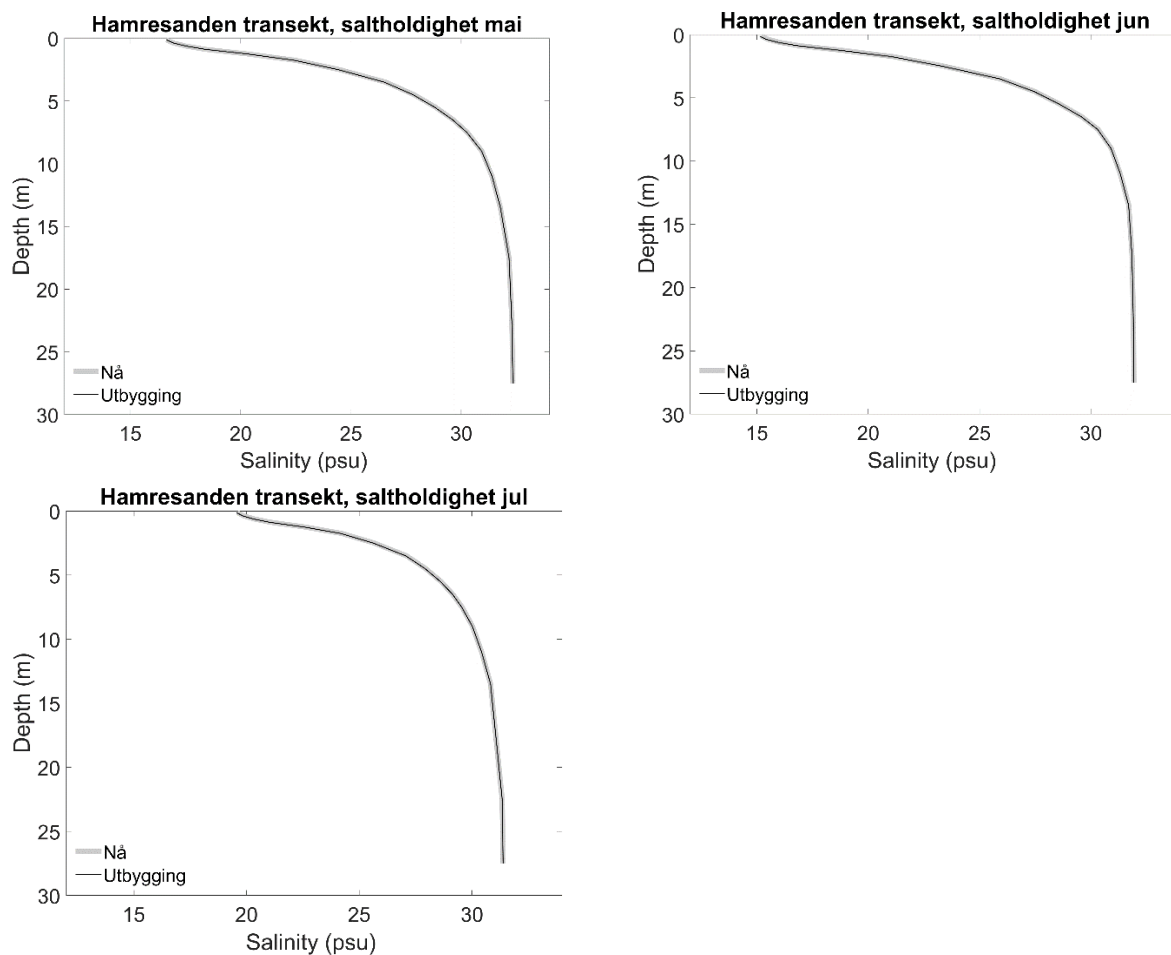 Hamresanden transekt, saltholdighet mai
0
5
10
15
20
25
30
Depth (m)
Nå
Utbygging
15 20 25 30
Salinity (psu)
Hamresanden transekt, saltholdighet jun
0
5
10
15
20
25
30
Depth (m)
Nå
Utbygging
15 20 25 30
Salinity (psu)
Hamresanden transekt, saltholdighet jul
0
5
10
15
20
25
30
Depth (m)
Nå
Utbygging
15 20 25 30
Salinity (psu)